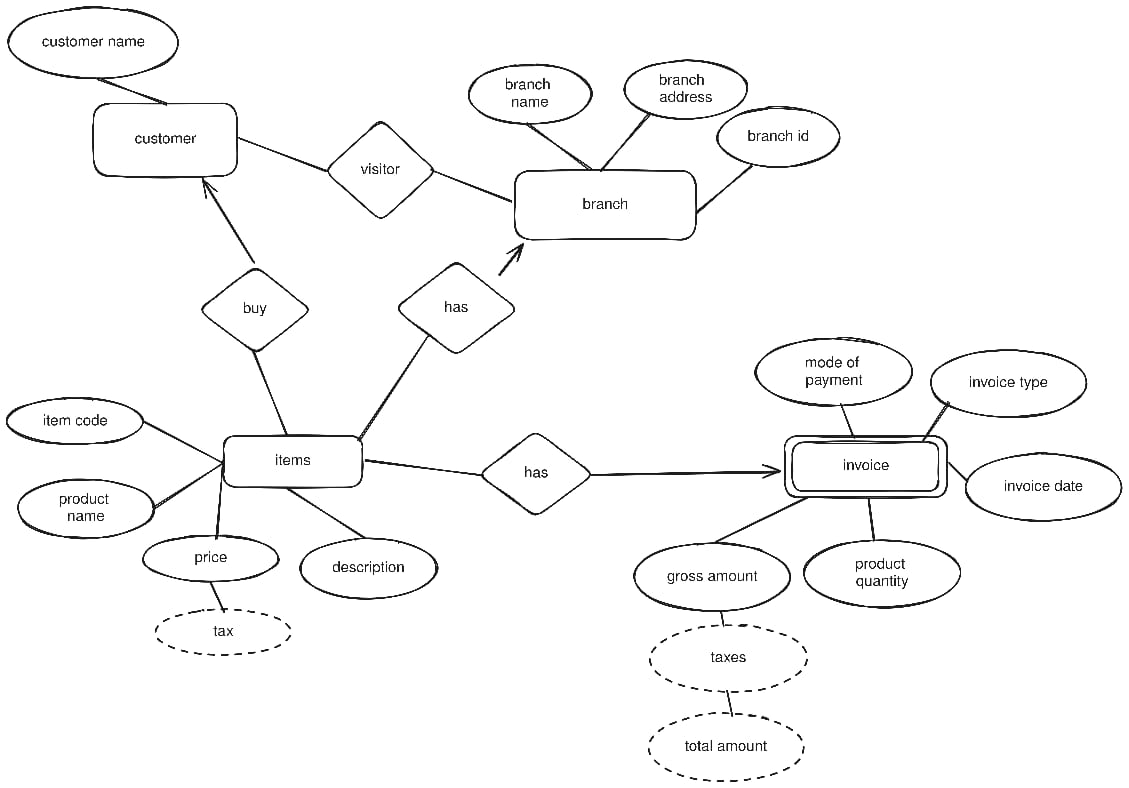 customer name
customer
visitor
branch
name
branch
address
branch id
branch
buy
has
item code
product
name
items
price
tax
description
has
mode of
payment
invoice type
invoice
invoice date
gross amount
product
quantity
taxes
total amount